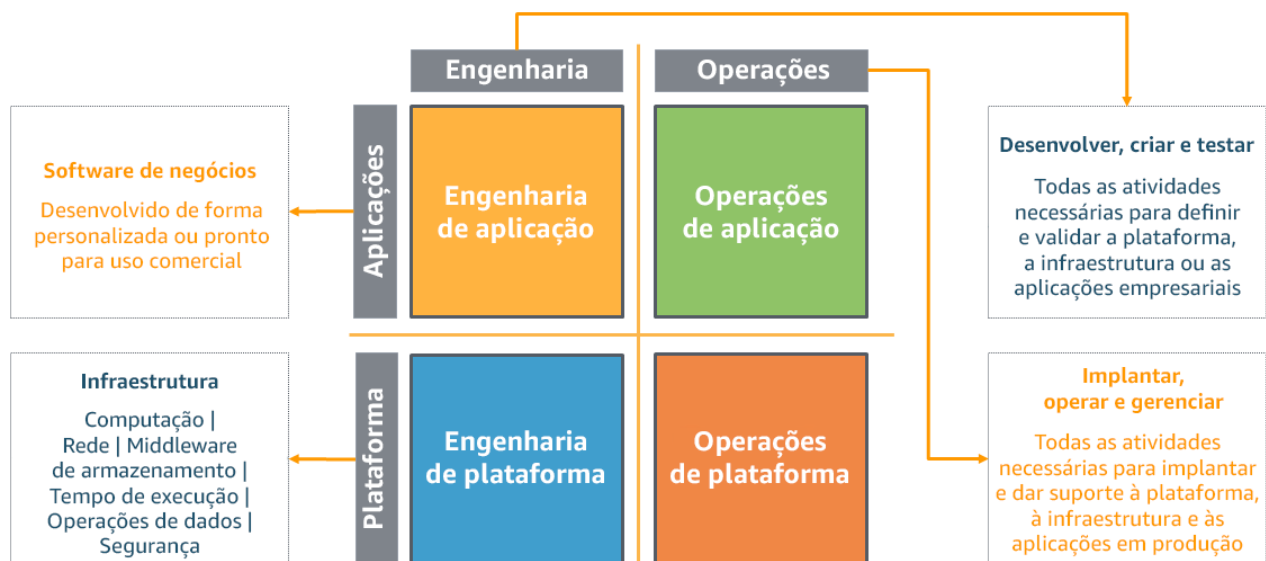 Engenharia
Operações
Aplicações
Plataforma
Software de negócios
Desenvolvido de forma
personalizada ou pronto
para uso comercial
Engenharia
de aplicação
Operações
de aplicação
Desenvolver, criar e testar
Todas as atividades
necessárias para definir
e validar a plataforma,
a infraestrutura ou as
aplicações empresariais
Infraestrutura
Computação |
Rede | Middleware
de armazenamento |
Tempo de execução |
Operações de dados |
Segurança
Engenharia
de plataforma
Operações
de plataforma
Implantar,
operar e gerenciar
Todas as atividades
necessárias para implantar
e dar suporte à plataforma,
à infraestrutura e às
aplicações em produção